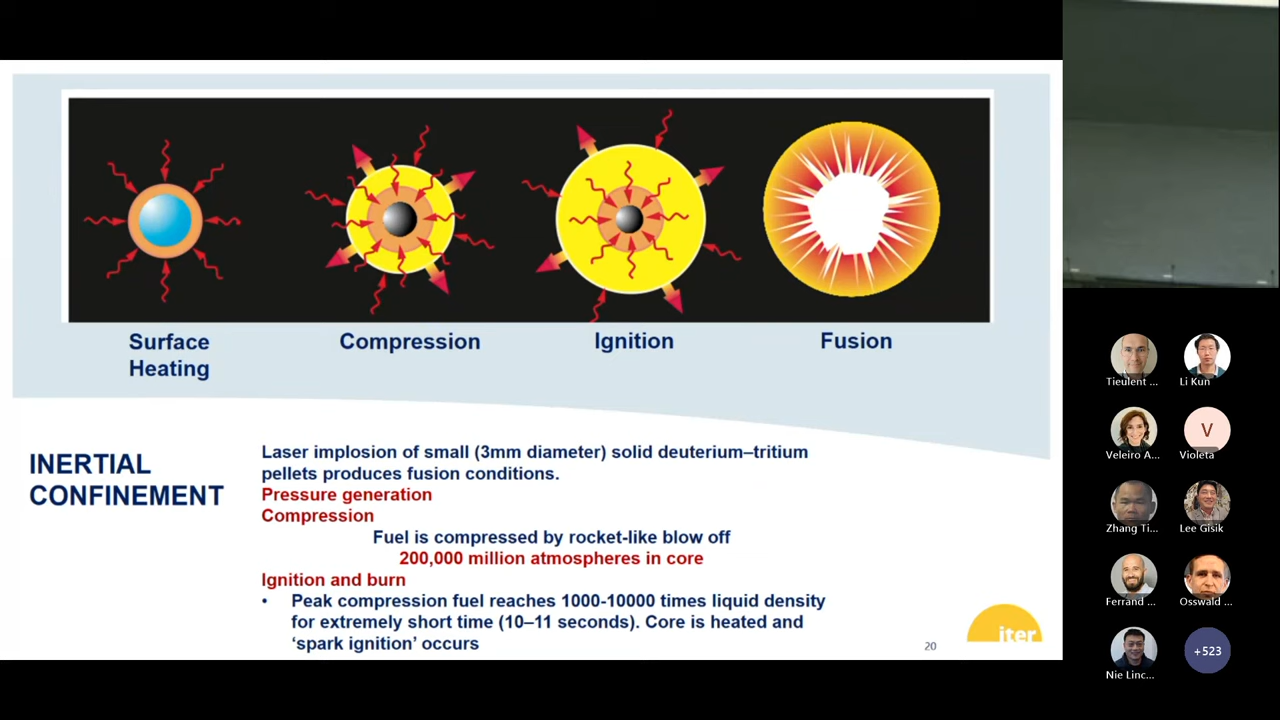 Surface
Heating
Compression
Ignition
Fusion
INERTIAL
CONFINEMENT
Laser implosion of small (3mm diameter) solid deuterium–tritium
pellets produces fusion conditions.
Pressure generation
Compression
Fuel is compressed by rocket-like blow off
200,000 million atmospheres in core
Ignition and burn
• Peak compression fuel reaches 1000-10000 times liquid density
for extremely short time (10–11 seconds). Core is heated and
‘spark ignition’ occurs
20
iter
Tieulent ...
Li Kun
Veleiro A...
V
Violeta
Zhang Ti...
Lee Gisik
Ferrand ...
Osswald ...
Nie Linc...
+523